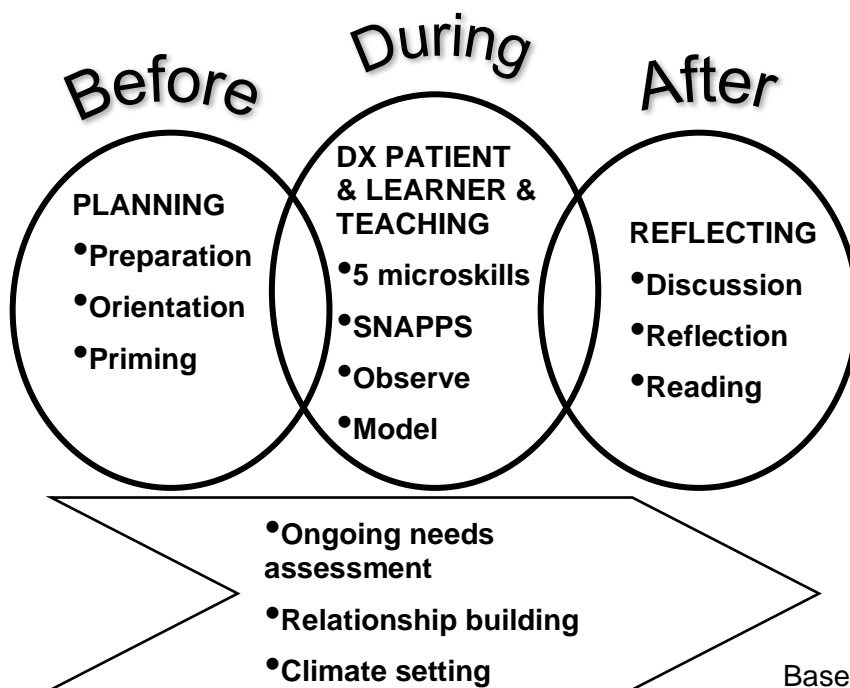 Before
During
After
PLANNING
•Preparation
•Orientation
•Priming
DX PATIENT
& LEARNER &
TEACHING
•5 microskills
•SNAPPS
•Observe
•Model
REFLECTING
•Discussion
•Reflection
•Reading
•Ongoing needs
assessment
•Relationship building
•Climate setting
Base